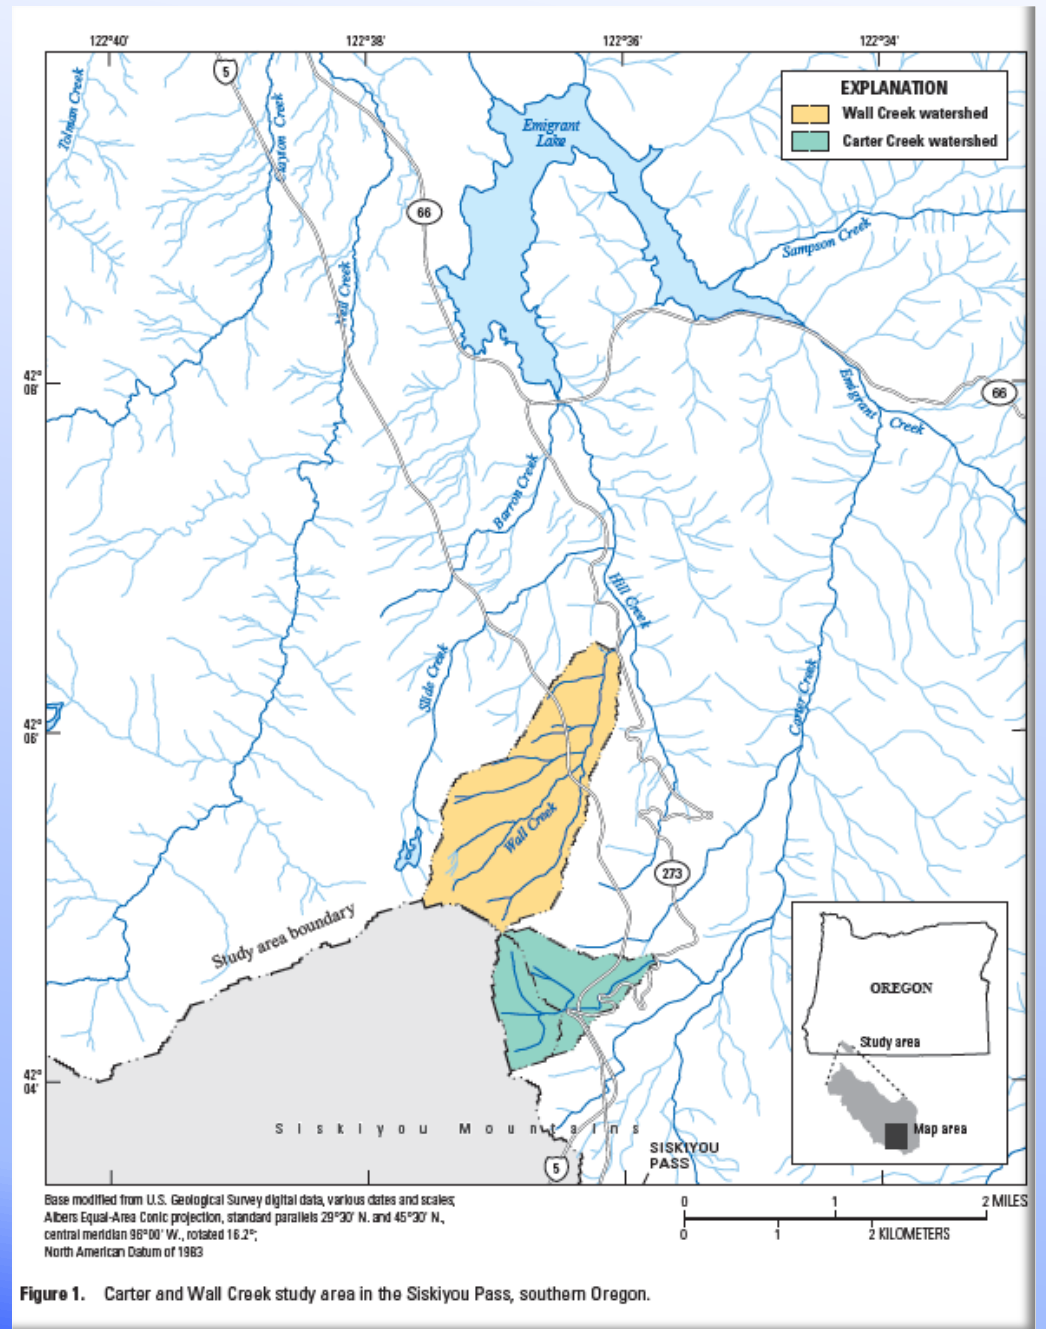 122°40'
122°38'
122°36'
122°34'
5
Tolman Creek
Clayton Creek
EXPLANATION
Wall Creek watershed
Carter Creek watershed
Emigrant
Lake
66
Sampson Creek
Neil Creek
42°
08'
66
Emigrant
Creek
Barron Creek
Hill Creek
Slide Creek
Carter Creek
42°
06'
Wall Creek
273
Study area boundary
OREGON
Study area
Map area
42°
04'
Siskiyou Mountains
SISKIYOU
PASS
5
Base modified from U.S. Geological Survey digital data, various dates and scales;
Albers Equal-Area Conic projection, standard parallels 29°30' N. and 45°30' N.,
central meridian 96°00' W., rotated 16.2°;
North American Datum of 1983
0 1 2 MILES
0 1 2 KILOMETERS
Figure 1. Carter and Wall Creek study area in the Siskiyou Pass, southern Oregon.